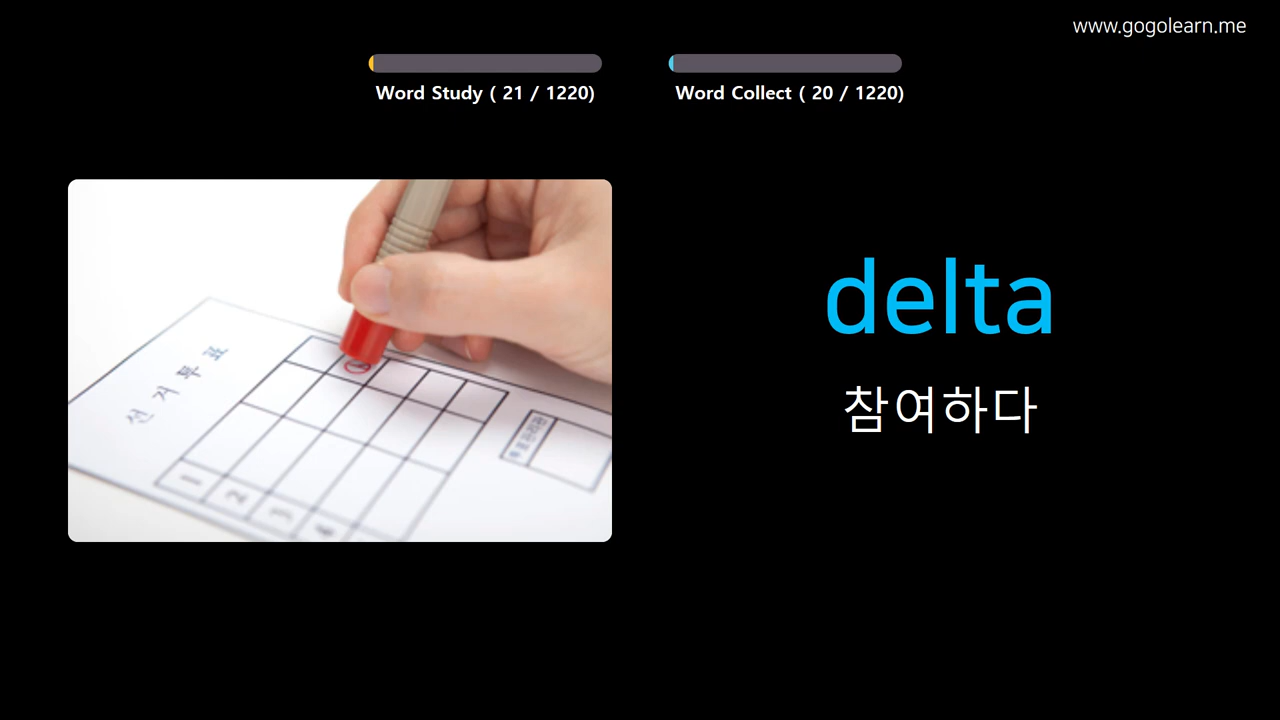 www.gogolearn.me
Word Study ( 21 / 1220)
Word Collect ( 20 / 1220)
delta
참여하다
선거투표
1
2
3
4